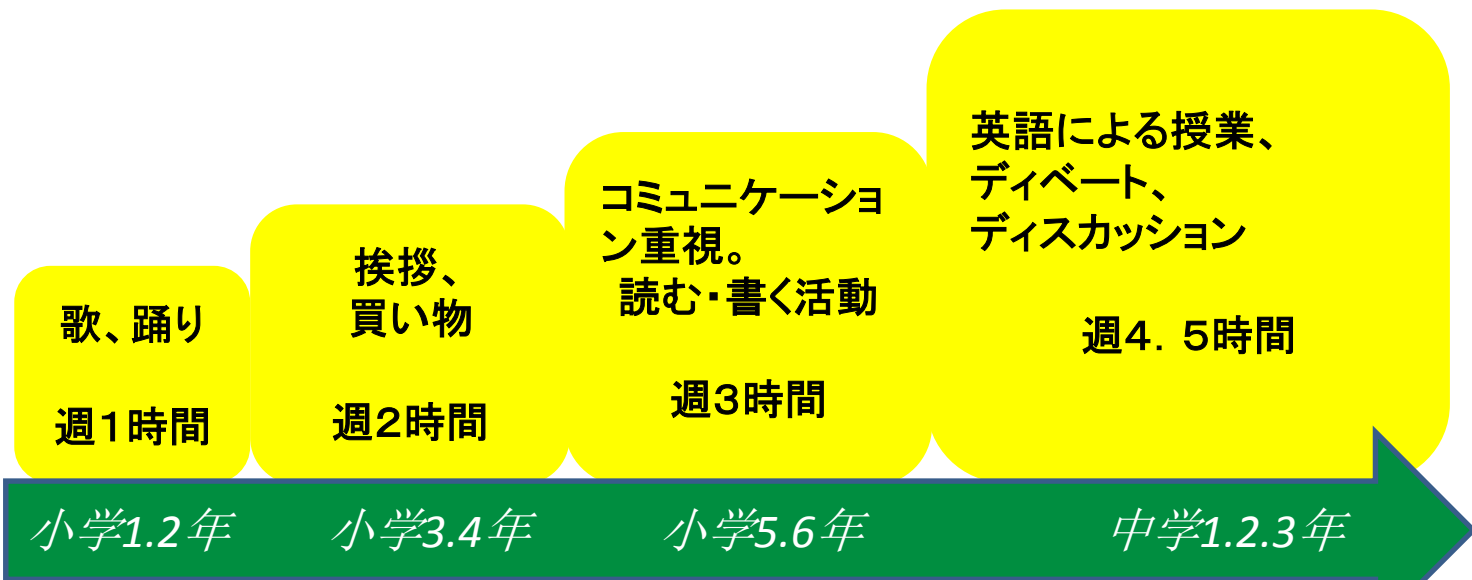 歌、踊り
週１時間
挨拶、
買い物
週２時間
コミュニケーショ
ン重視。
読む・書く活動
週３時間
英語による授業、
ディベート、
ディスカッション
週４．５時間
小学1.2年
小学3.4年
小学5.6年
中学1.2.3年